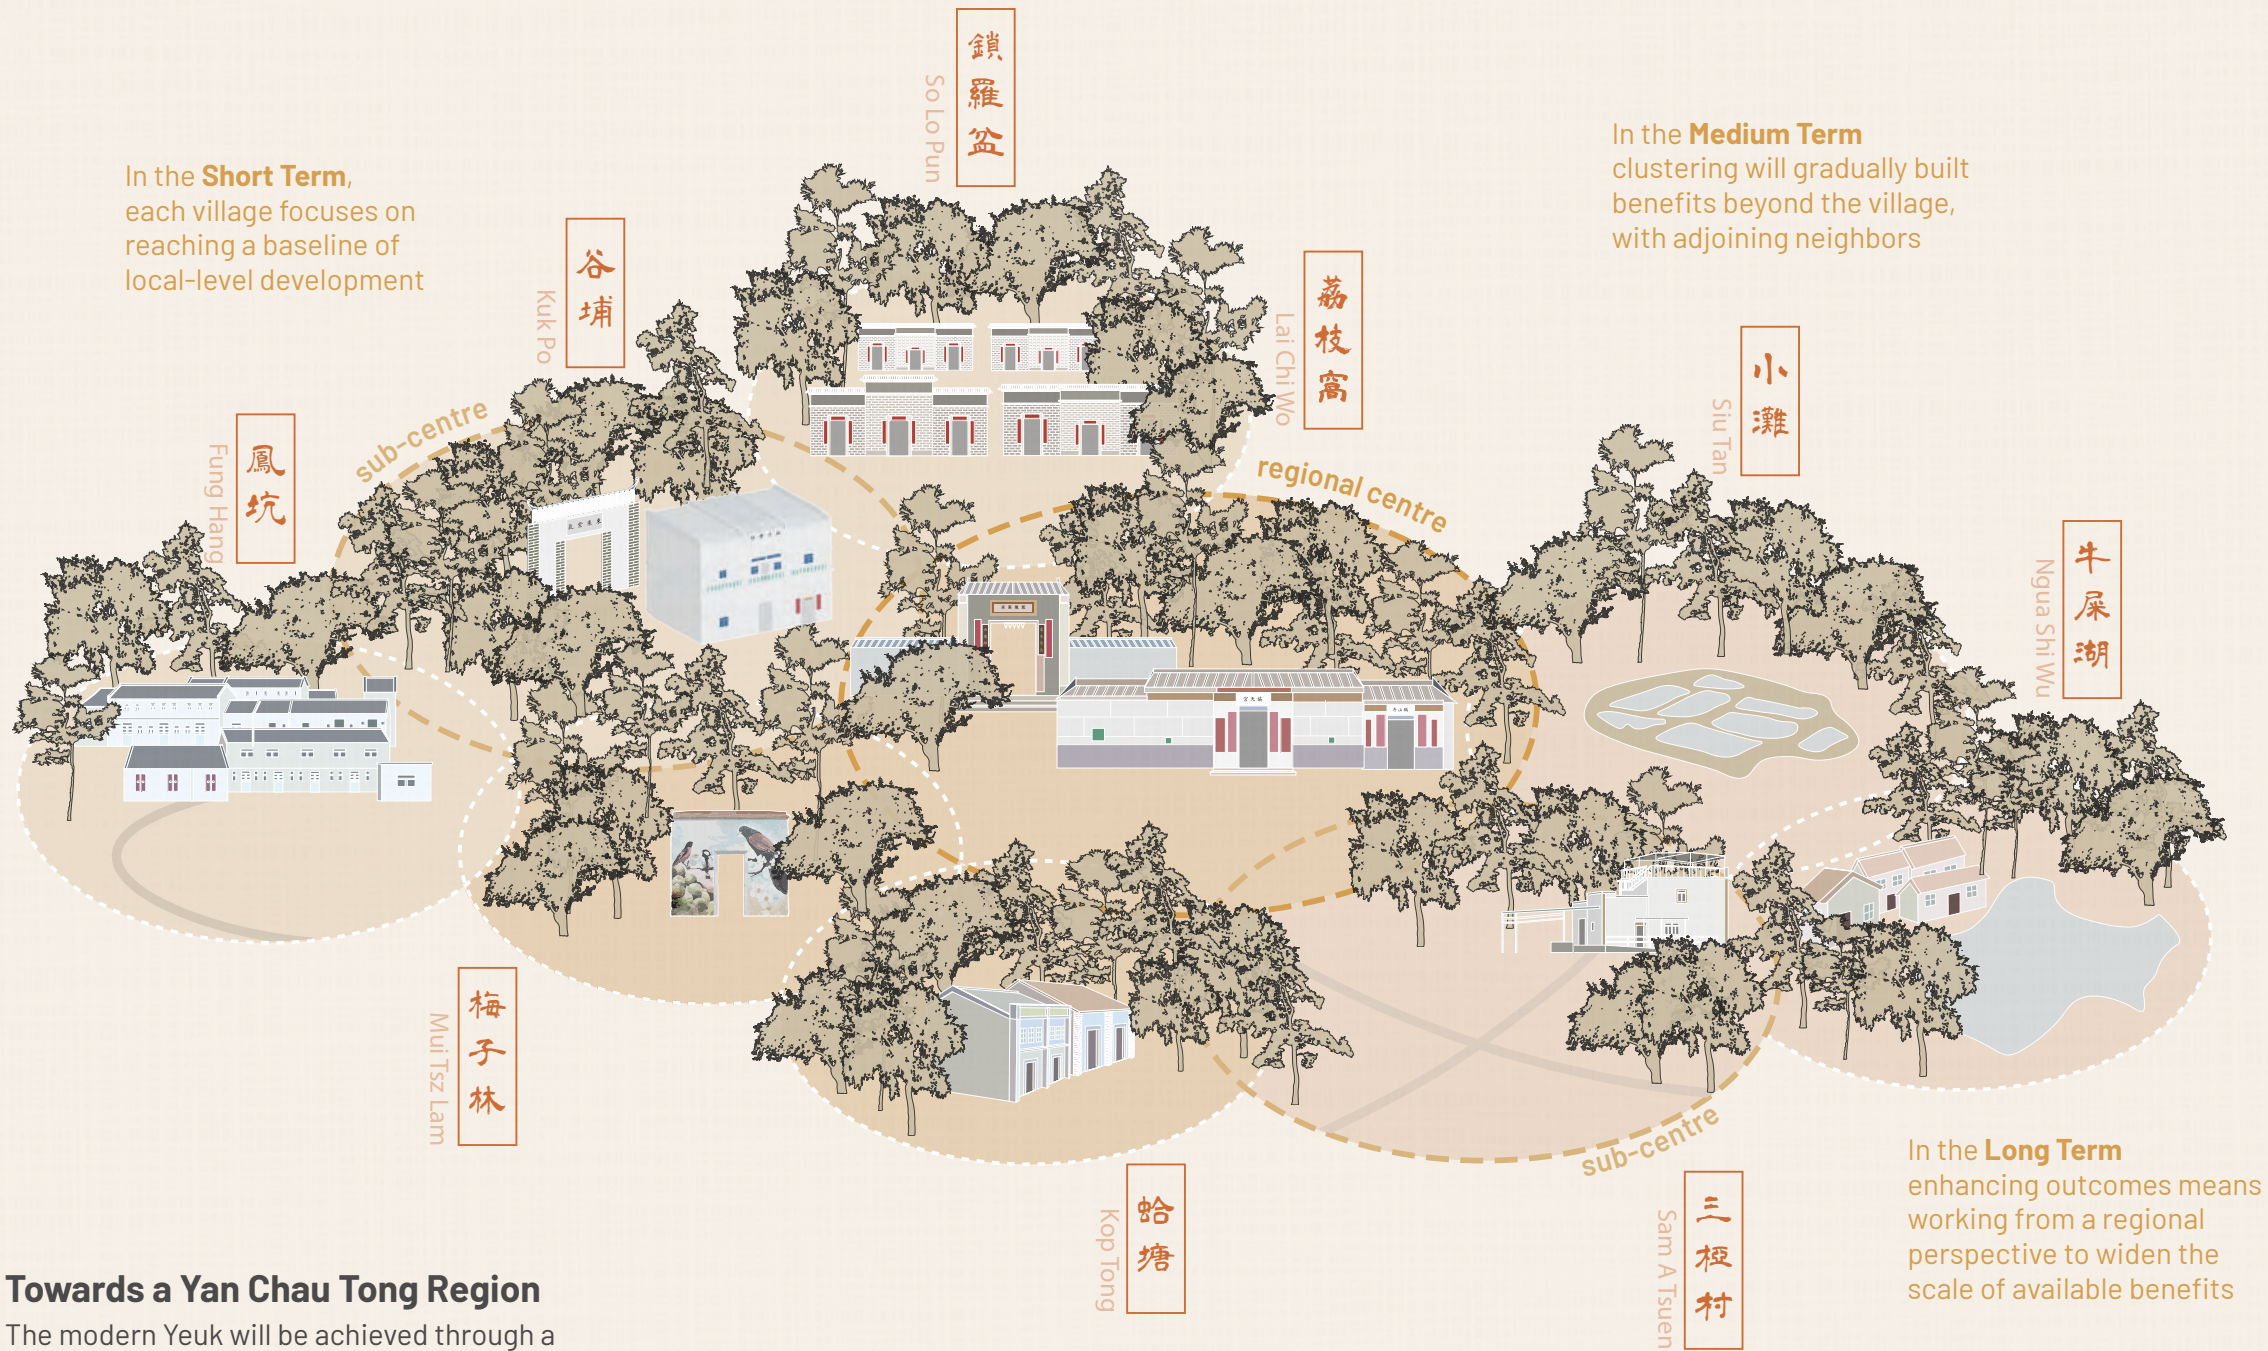 鎖羅盆
So Lo Pun
In the Medium Term
clustering will gradually built
benefits beyond the village,
with adjoining neighbors
In the Short Term,
each village focuses on
reaching a baseline of
local-level development
谷埔
Kuk Po
荔枝窩
Lai Chi Wo
小灘
Siu Tan
sub-centre
鳳坑
Fung Hang
regional centre
牛屎湖
Ngua Shi Wu
梅子林
Mui Tsz Lam
蛤塘
Kop Tong
sub-centre
三椏村
Sam A Tsuen
In the Long Term
enhancing outcomes means
working from a regional
perspective to widen the
scale of available benefits
Towards a Yan Chau Tong Region
The modern Yeuk will be achieved through a